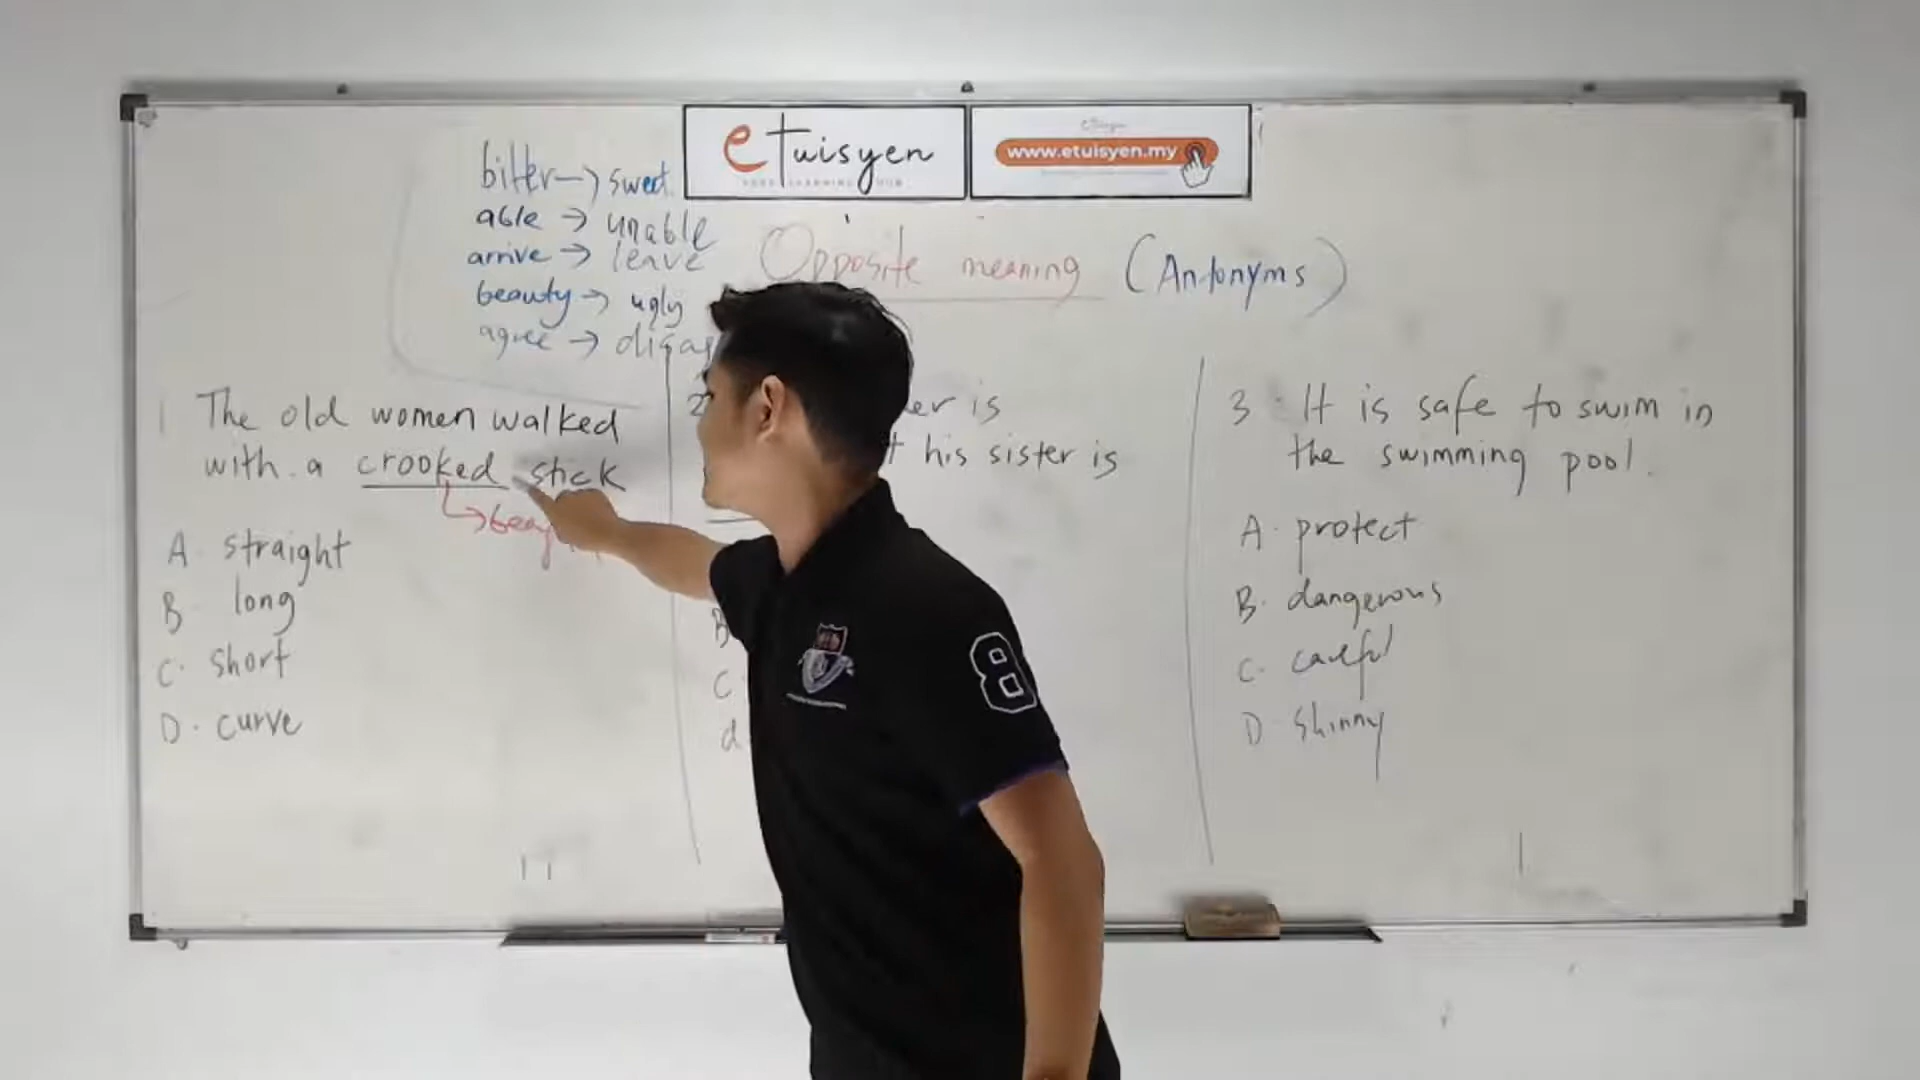 eTuisyen
www.etuisyen.my
bitter → sweet
able → unable
arrive → leave
beauty → ugly
agree →
Opposite meaning (Antonyms)
1 The old women walked
with a crooked stick
A. straight
B. long
C. short
D. curve
2
is
his sister is
B
C.
d
3. It is safe to swim in
the swimming pool.
A. protect
B. dangerous
C. careful
D. skinny
8